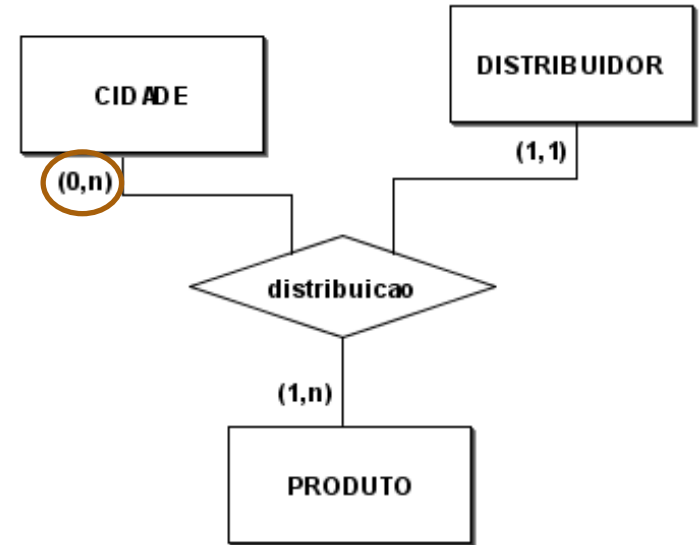 CIDADE
DISTRIBUIDOR
(0,n)
(1,1)
distribuicao
(1,n)
PRODUTO